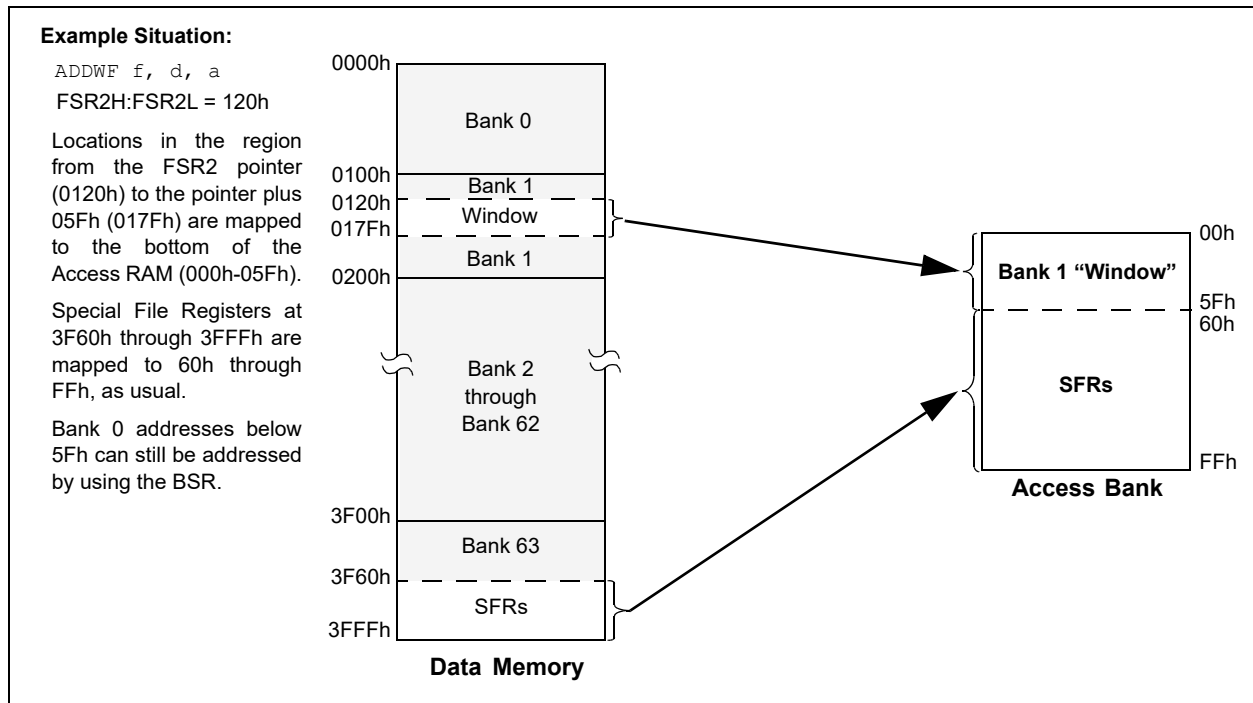 Example Situation:
ADDWF f, d, a
FSR2H:FSR2L = 120h
Locations in the region
from the FSR2 pointer
(0120h) to the pointer plus
05Fh (017Fh) are mapped
to the bottom of the
Access RAM (000h-05Fh).
Special File Registers at
3F60h through 3FFFh are
mapped to 60h through
FFh, as usual.
Bank 0 addresses below
5Fh can still be addressed
by using the BSR.
0000h
Bank 0
0100h
Bank 1
0120h
Window
017Fh
Bank 1
0200h
Bank 2
through
Bank 62
3F00h
Bank 63
3F60h
SFRs
3FFFh
Data Memory
00h
Bank 1 “Window”
5Fh
60h
SFRs
FFh
Access Bank